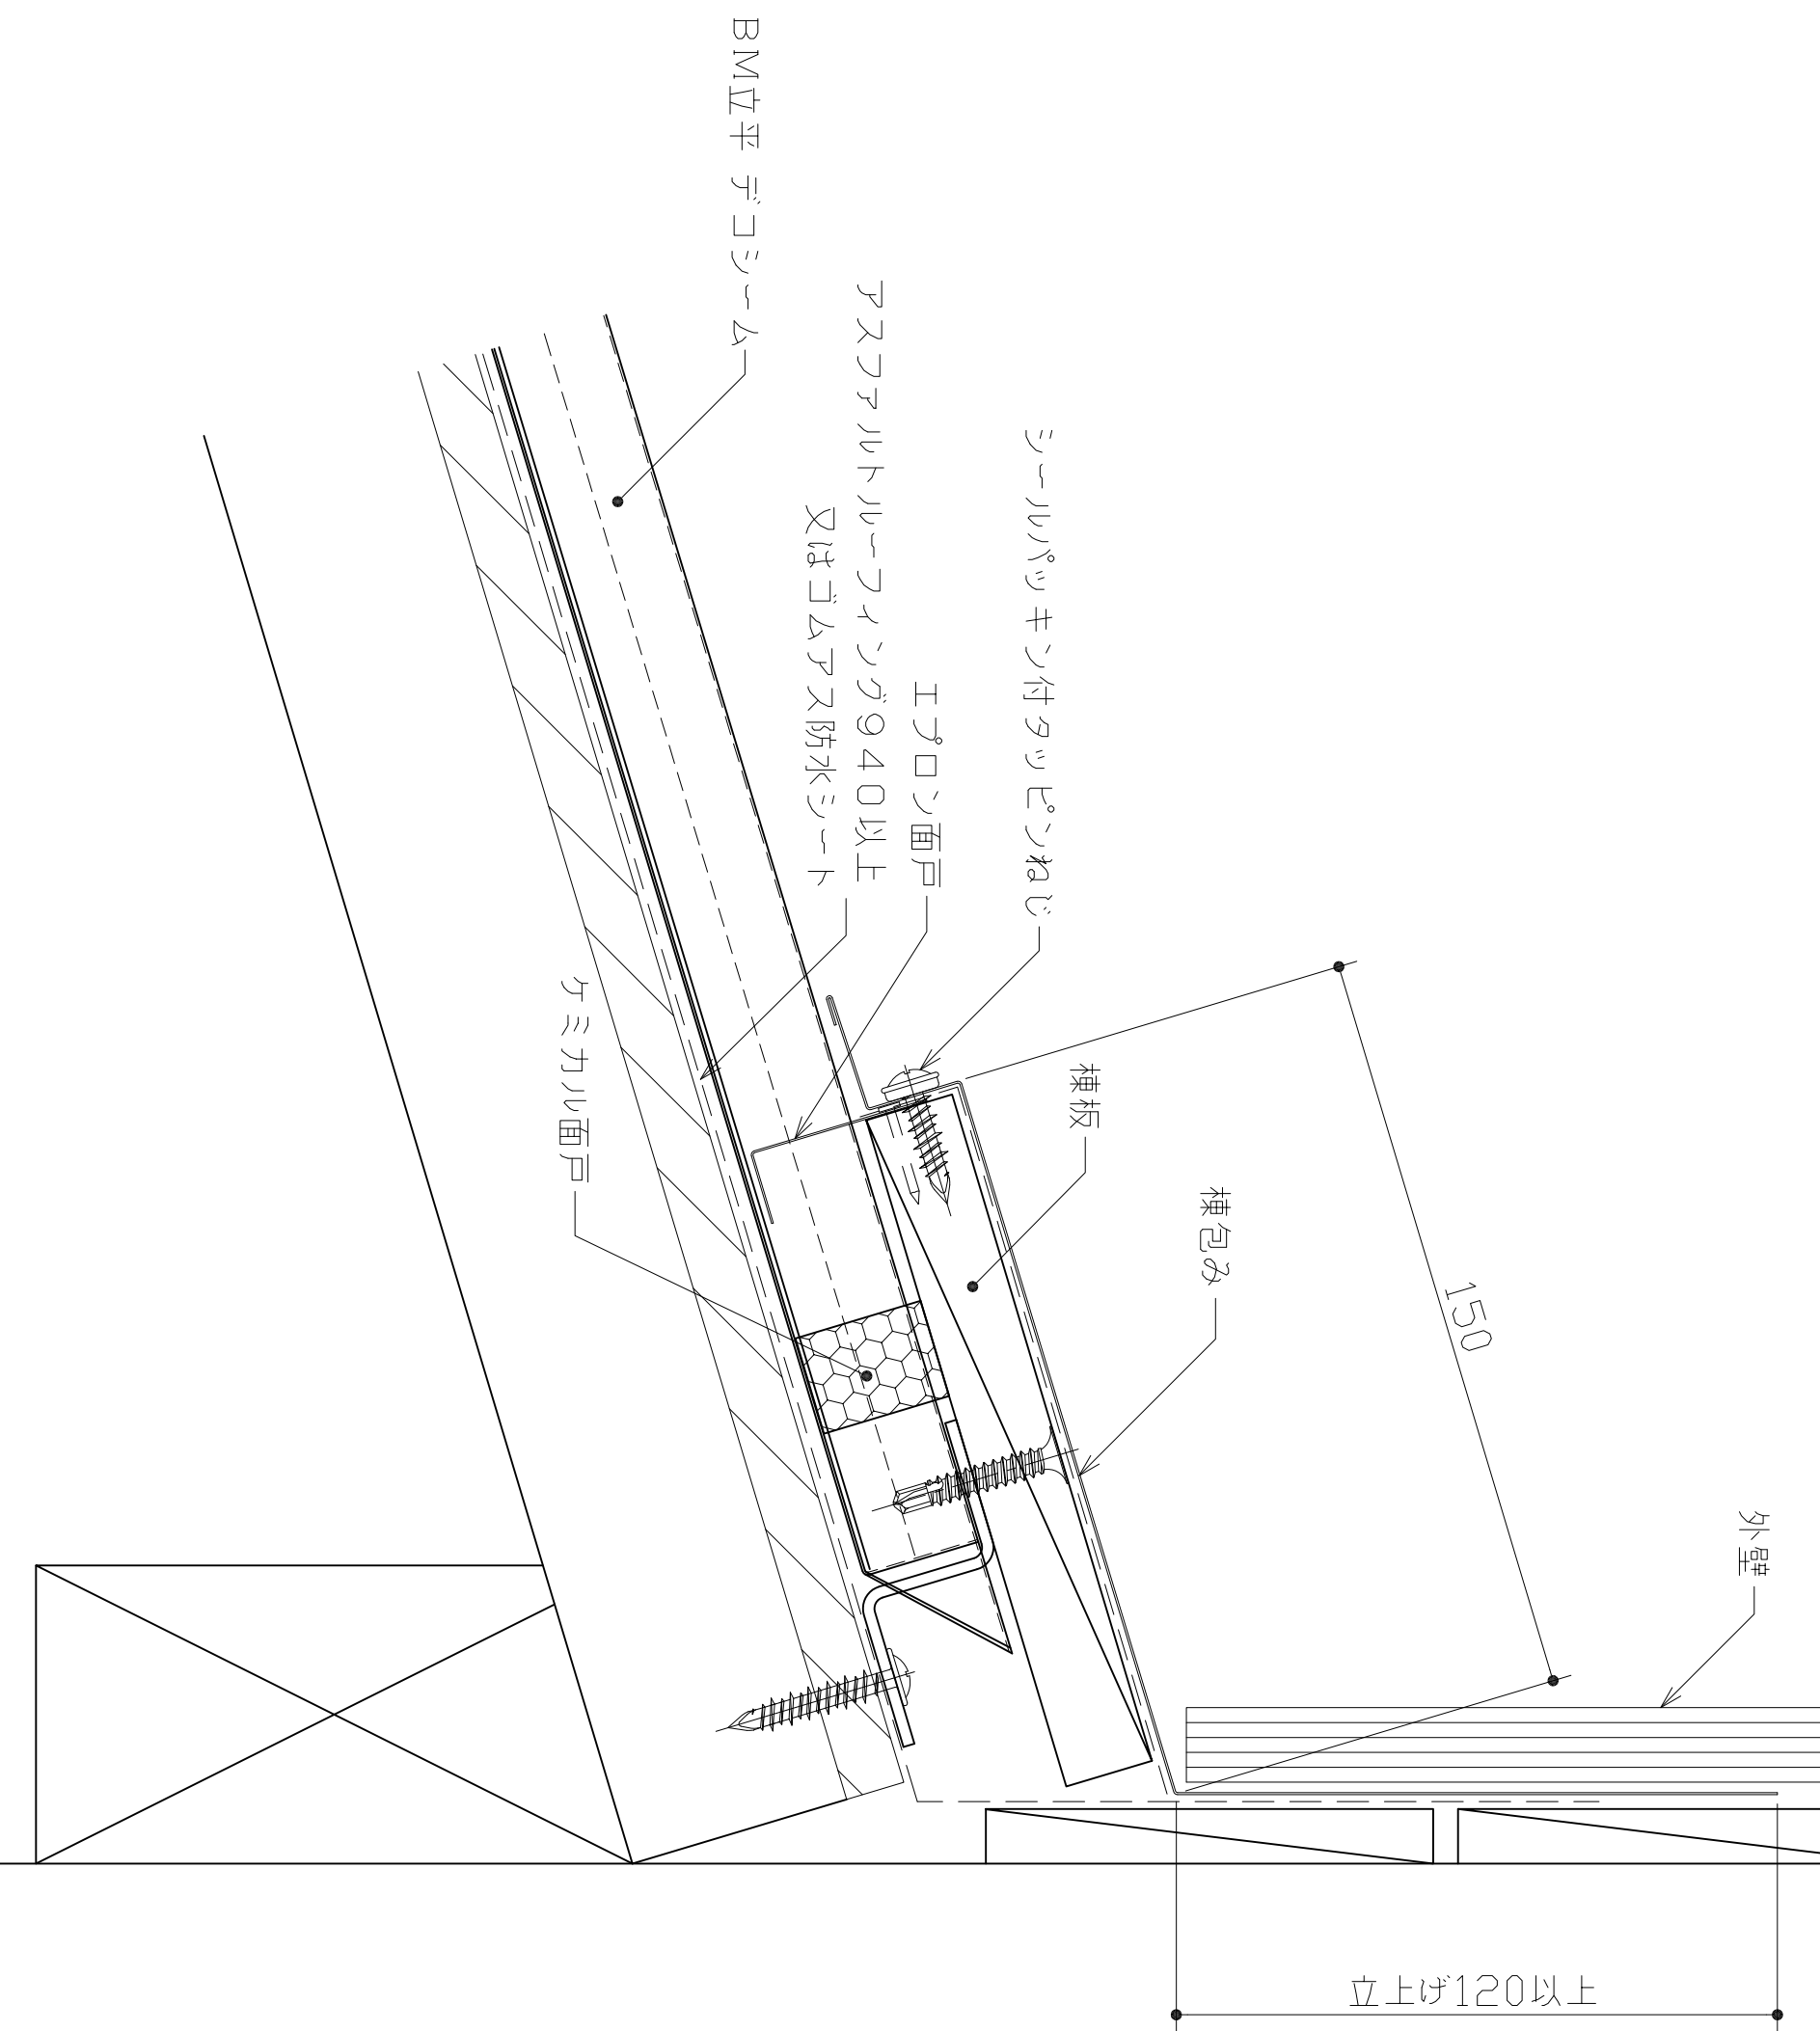 BM立平 デコシーム
アスファルトルーフィング940以上
又はゴムアス防水シート
エプロン面戸
シールパッキン付タッピンねじ
ケミカル面戸
棟板
棟包み
150
外壁
立上げ120以上